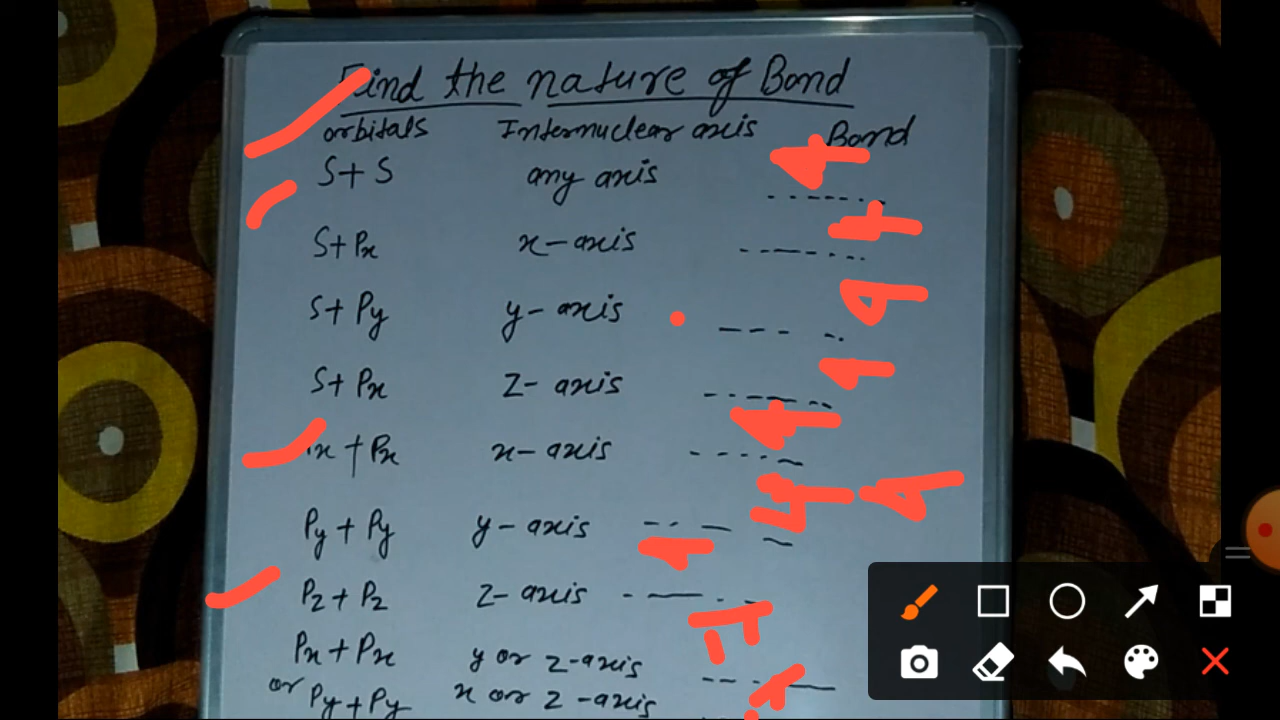 Find the nature of Bond
orbitals Internuclear axis Bond
S+ S any axis
S+ Px x-axis
S+ Py y-axis
S+ Px Z-axis
x + Px x-axis
Py + Py y-axis
Pz + Pz Z-axis
Px + Px y or z-axis
or Py + Py x or z-axis